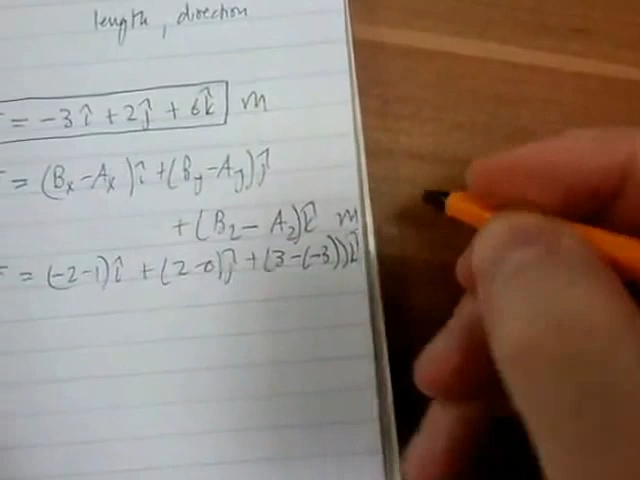 length, direction
= -3î + 2ĵ + 6k̂ m
= (Bx - Ax)î + (By - Ay)ĵ
+ (Bz - Az)k̂ m
= (-2-1)î + (2-0)ĵ + (3-(-3))k̂